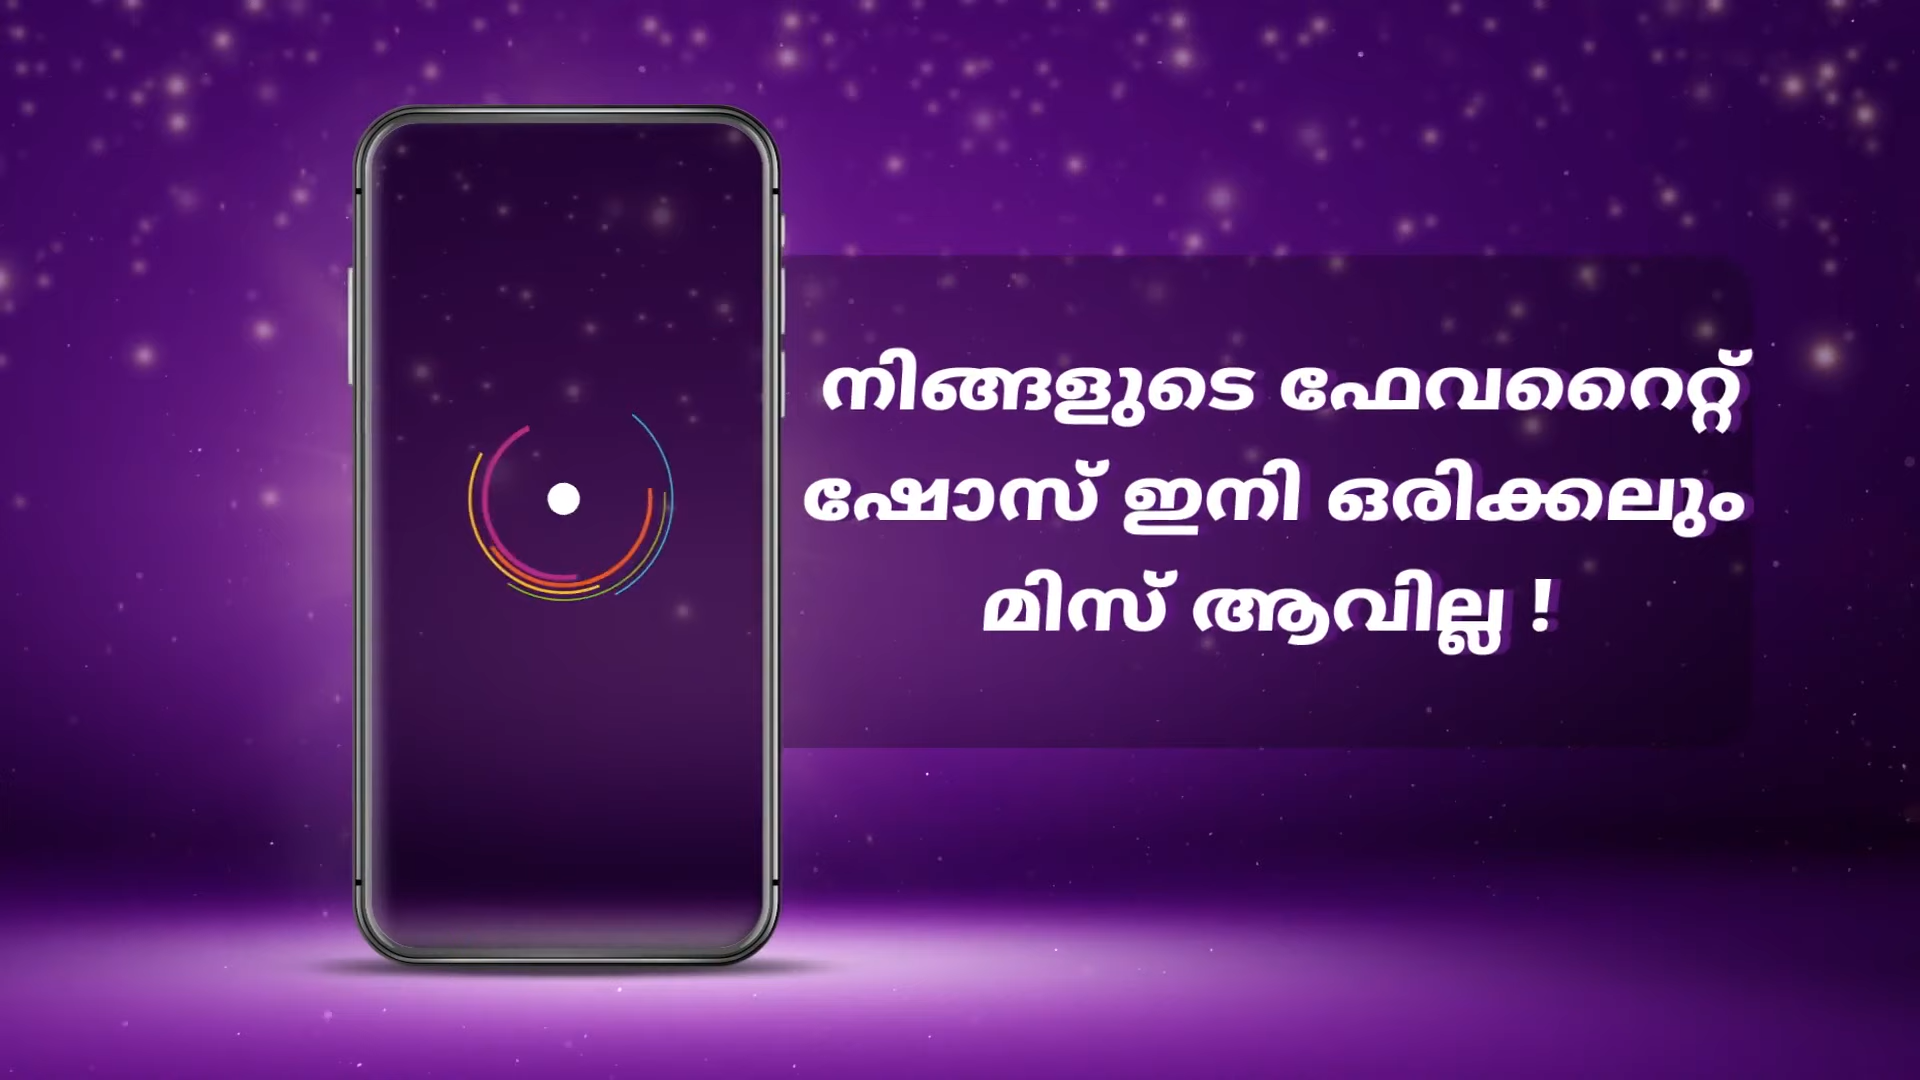 നിങ്ങളുടെ ഫേവറൈറ്റ്
ഷോസ് ഇനി ഒരിക്കലും
മിസ് ആവില്ല !